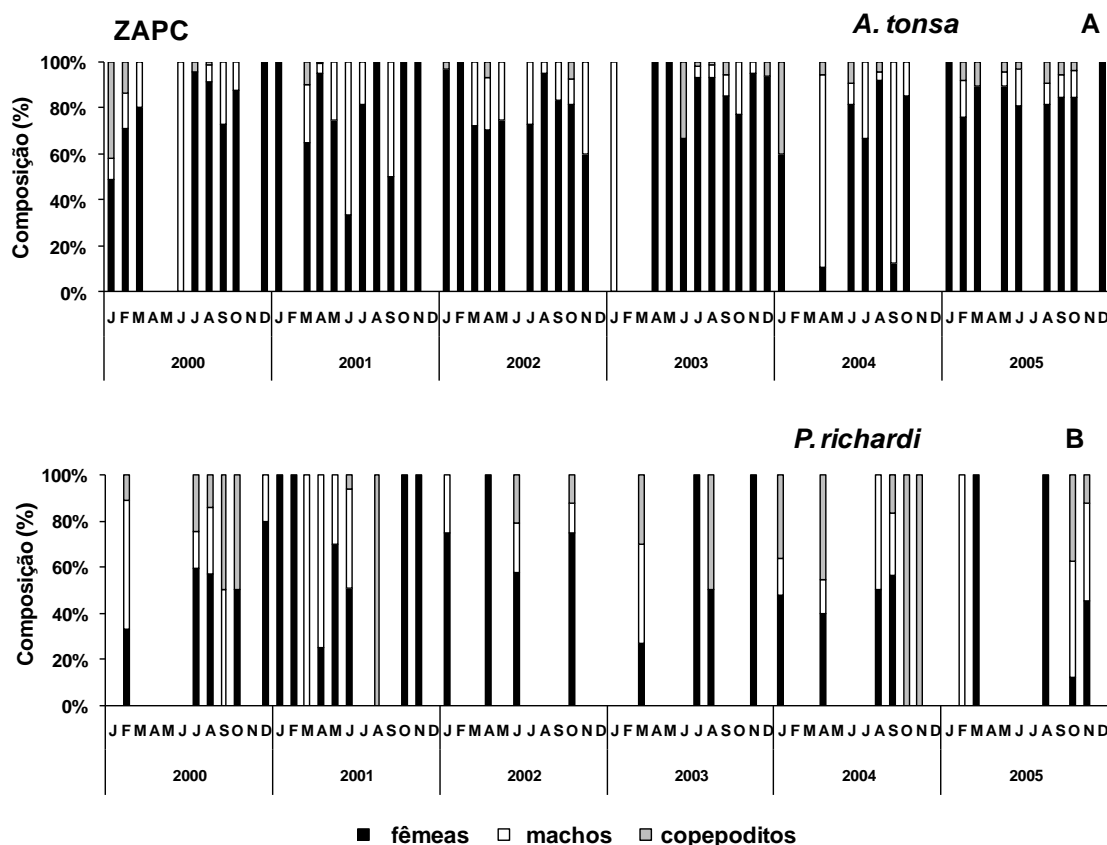 ZAPC A. tonsa A
Composição (%)
100%
80%
60%
40%
20%
0%
J F M A M J J A S O N D J F M A M J J A S O N D J F M A M J J A S O N D J F M A M J J A S O N D J F M A M J J A S O N D J F M A M J J A S O N D
2000 2001 2002 2003 2004 2005
P. richardi B
Composição (%)
100%
80%
60%
40%
20%
0%
J F M A M J J A S O N D J F M A M J J A S O N D J F M A M J J A S O N D J F M A M J J A S O N D J F M A M J J A S O N D J F M A M J J A S O N D
2000 2001 2002 2003 2004 2005
fêmeas machos copepoditos